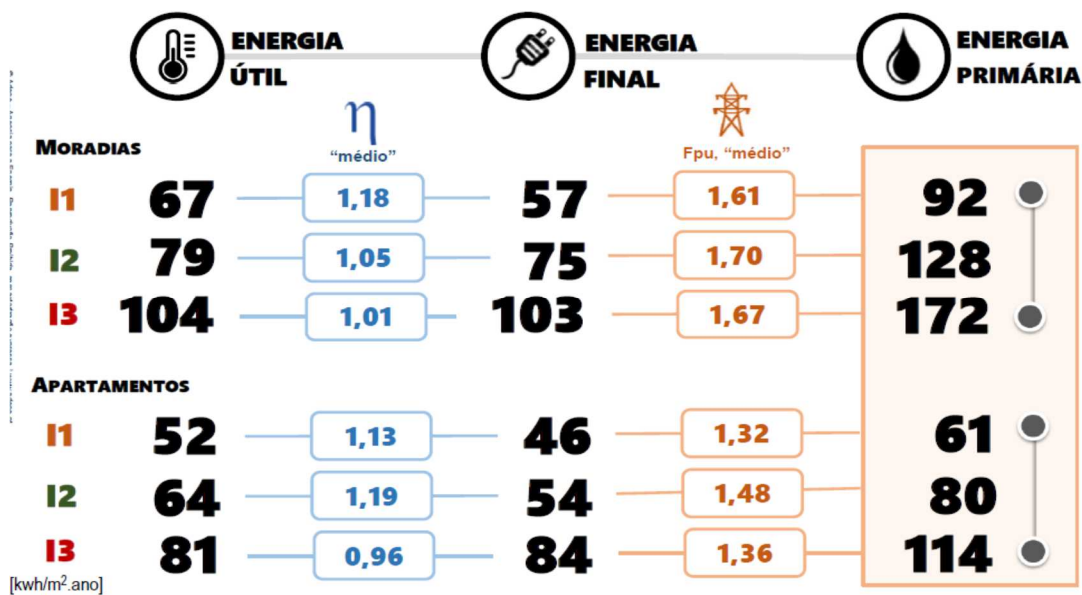 ENERGIA
ÚTIL
ENERGIA
FINAL
ENERGIA
PRIMÁRIA
η
"médio"
Fpu, "médio"
MORADIAS
I1 67 1,18 57 1,61 92
I2 79 1,05 75 1,70 128
I3 104 1,01 103 1,67 172
APARTAMENTOS
I1 52 1,13 46 1,32 61
I2 64 1,19 54 1,48 80
I3 81 0,96 84 1,36 114
[kwh/m².ano]